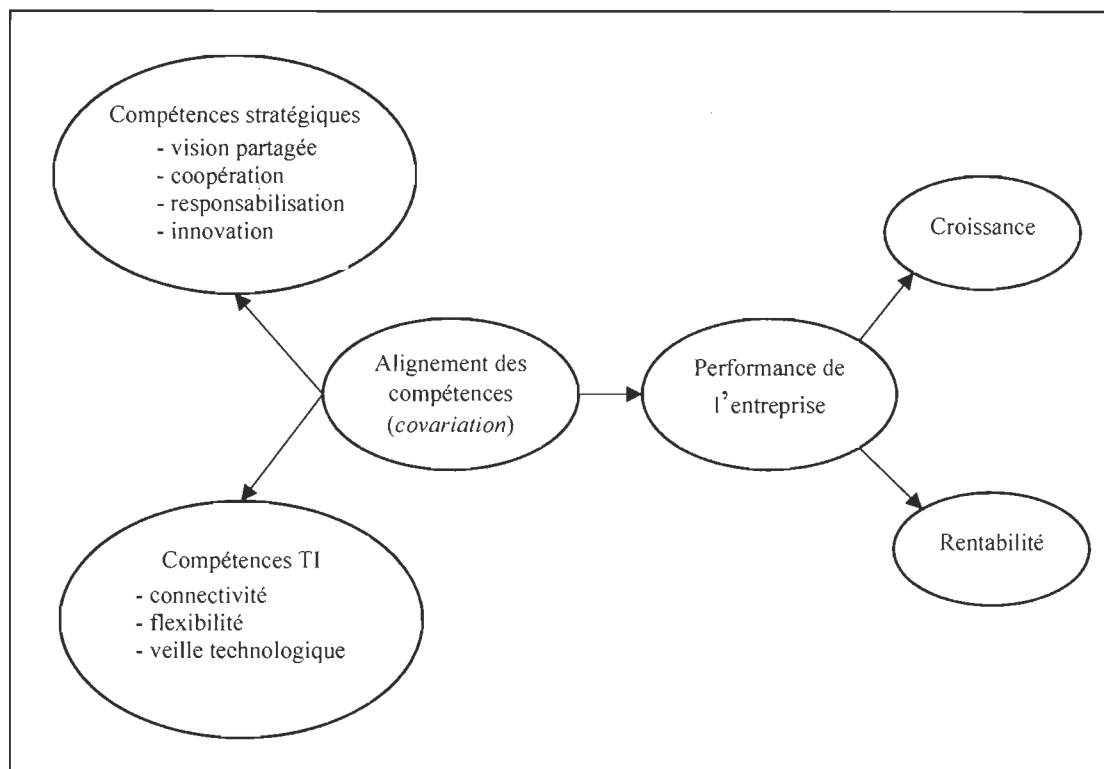 Compétences stratégiques
- vision partagée
- coopération
- responsabilisation
- innovation
Croissance
Alignement des
compétences
(covariation)
Performance de
l'entreprise
Compétences TI
- connectivité
- flexibilité
- veille technologique
Rentabilité